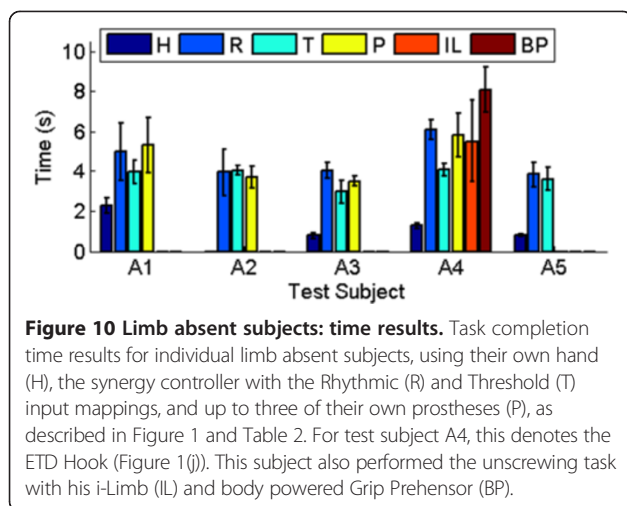 H R T P IL BP
10
8
6
4
2
0
Time (s)
A1 A2 A3 A4 A5
Test Subject
Figure 10 Limb absent subjects: time results. Task completion
time results for individual limb absent subjects, using their own hand
(H), the synergy controller with the Rhythmic (R) and Threshold (T)
input mappings, and up to three of their own prostheses (P), as
described in Figure 1 and Table 2. For test subject A4, this denotes the
ETD Hook (Figure 1(j)). This subject also performed the unscrewing task
with his i-Limb (IL) and body powered Grip Prehensor (BP).